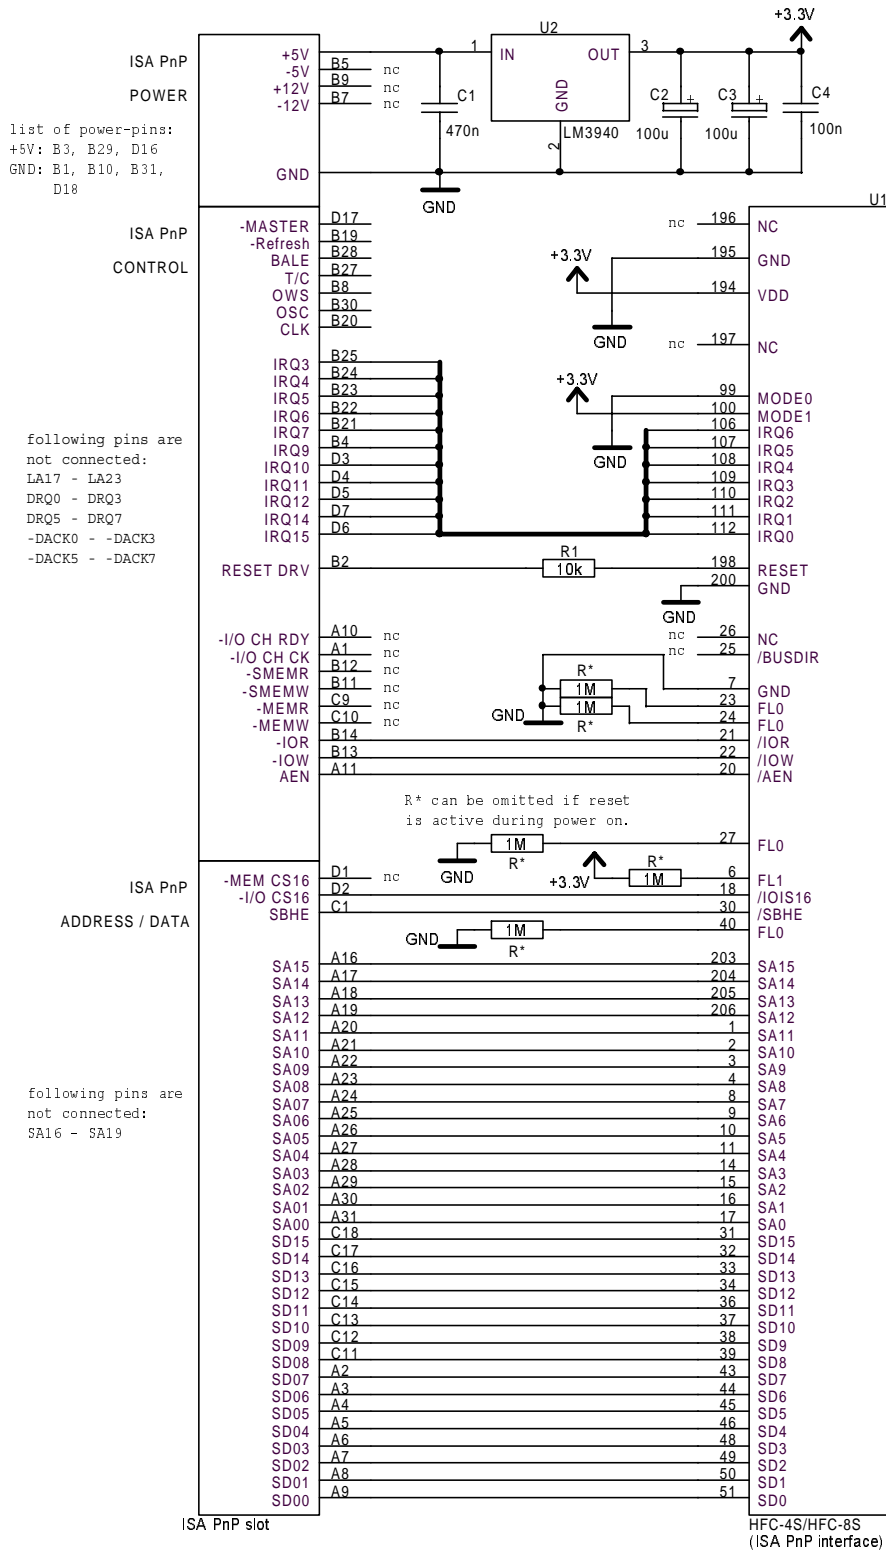 +3.3V
U2
ISA PnP
POWER
list of power-pins:
+5V: B3, B29, D16
GND: B1, B10, B31,
D18
+5V
-5V B5 nc
+12V B9 nc
-12V B7 nc
GND
1 IN OUT 3
GND
2
LM3940
C1
470n
C2
100u
C3
100u
C4
100n
+ +
GND
U1
ISA PnP
CONTROL
-MASTER D17
-Refresh B19
BALE B28
T/C B27
OWS B8
OSC B30
CLK B20
nc 196 NC
195 GND
+3.3V
194 VDD
GND
nc 197 NC
IRQ3 B25
IRQ4 B24
IRQ5 B23
IRQ6 B22
IRQ7 B21
IRQ9 B4
IRQ10 D3
IRQ11 D4
IRQ12 D5
IRQ14 D7
IRQ15 D6
+3.3V
GND
99 MODE0
100 MODE1
106 IRQ6
107 IRQ5
108 IRQ4
109 IRQ3
110 IRQ2
111 IRQ1
112 IRQ0
following pins are
not connected:
LA17 - LA23
DRQ0 - DRQ3
DRQ5 - DRQ7
-DACK0 - -DACK3
-DACK5 - -DACK7
RESET DRV B2 R1 10k 198 RESET
200 GND
GND
-I/O CH RDY A10 nc
-I/O CH CK A1 nc
-SMEMR B12 nc
-SMEMW B11 nc
-MEMR C9 nc
-MEMW C10 nc
-IOR B14
-IOW B13
AEN A11
nc 26 NC
nc 25 /BUSDIR
R*
1M
1M
R*
GND
7 GND
23 FL0
24 FL0
21 /IOR
22 /IOW
20 /AEN
R* can be omitted if reset
is active during power on.
1M 27 FL0
R*
GND
ISA PnP
ADDRESS / DATA
-MEM CS16 D1 nc
-I/O CS16 D2
SBHE C1
+3.3V
R*
1M
6 FL1
18 /IOIS16
30 /SBHE
GND 1M 40 FL0
R*
SA15 A16 203 SA15
SA14 A17 204 SA14
SA13 A18 205 SA13
SA12 A19 206 SA12
SA11 A20 1 SA11
SA10 A21 2 SA10
SA09 A22 3 SA9
SA08 A23 4 SA8
SA07 A24 8 SA7
SA06 A25 9 SA6
SA05 A26 10 SA5
SA04 A27 11 SA4
SA03 A28 14 SA3
SA02 A29 15 SA2
SA01 A30 16 SA1
SA00 A31 17 SA0
following pins are
not connected:
SA16 - SA19
SD15 C18 31 SD15
SD14 C17 32 SD14
SD13 C16 33 SD13
SD12 C15 34 SD12
SD11 C14 36 SD11
SD10 C13 37 SD10
SD09 C12 38 SD9
SD08 C11 39 SD8
SD07 A2 43 SD7
SD06 A3 44 SD6
SD05 A4 45 SD5
SD04 A5 46 SD4
SD03 A6 48 SD3
SD02 A7 49 SD2
SD01 A8 50 SD1
SD00 A9 51 SD0
ISA PnP slot
HFC-4S/HFC-8S
(ISA PnP interface)